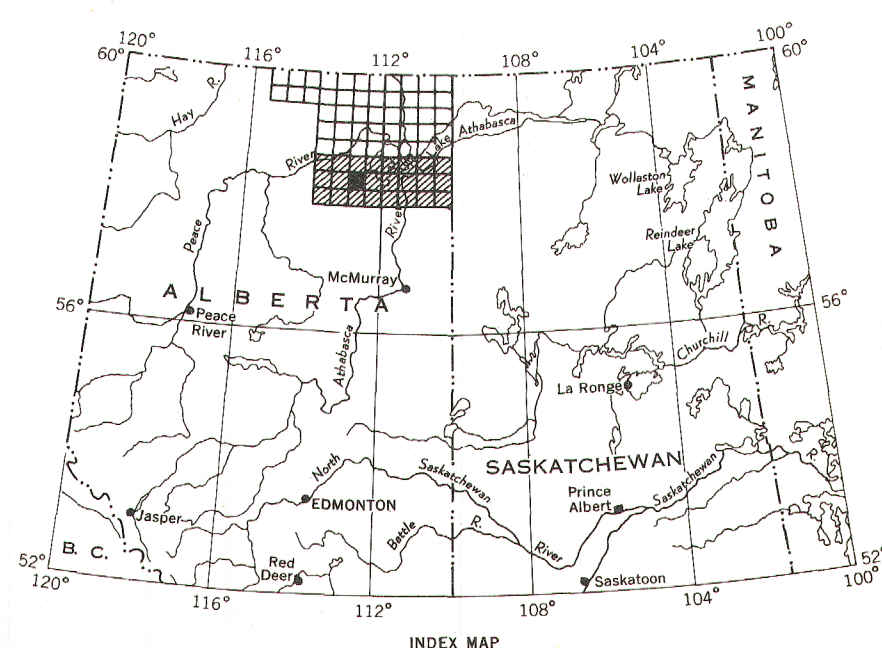 120°
60°
116°
112°
108°
104°
100°
60°
Hay R.
River
Lake Athabasca
MANITOBA
Wollaston
Lake
Peace
River
Reindeer
Lake
McMurray
ALBERTA
56°
Peace
River
56°
Churchill R.
Athabasca
La Ronge
SASKATCHEWAN
North Saskatchewan
River
Prince
Albert
Saskatchewan R.
EDMONTON
Jasper
Battle R.
B. C.
Red
Deer
Saskatoon
52°
120°
52°
100°
116°
112°
108°
104°
INDEX MAP